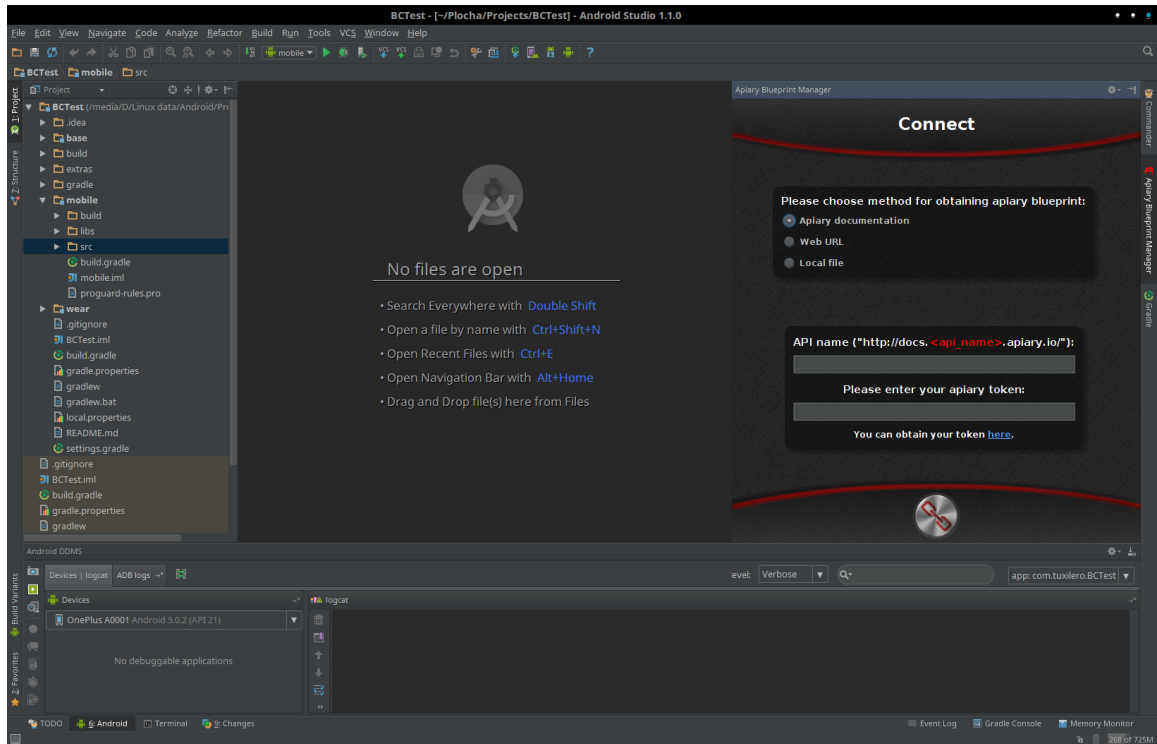 BCTest - [~/Plocha/Projects/BCTest] - Android Studio 1.1.0
File Edit View Navigate Code Analyze Refactor Build Run Tools VCS Window Help
mobile
VCS VCS
BCTest mobile src
1: Project
Z: Structure
Build Variants
2: Favorites
Project
BCTest (/media/D/Linux data/Android/Pr
.idea
base
build
extras
gradle
mobile
build
libs
src
build.gradle
mobile.iml
proguard-rules.pro
wear
.gitignore
BCTest.iml
build.gradle
gradle.properties
gradlew
gradlew.bat
local.properties
README.md
settings.gradle
.gitignore
BCTest.iml
build.gradle
gradle.properties
gradlew
No files are open
• Search Everywhere with Double Shift
• Open a file by name with Ctrl+Shift+N
• Open Recent Files with Ctrl+E
• Open Navigation Bar with Alt+Home
• Drag and Drop file(s) here from Files
Apiary Blueprint Manager
Connect
Please choose method for obtaining apiary blueprint:
Apiary documentation
Web URL
Local file
API name ("http://docs.<api_name>.apiary.io/"):
Please enter your apiary token:
You can obtain your token here.
Commander
Apiary Blueprint Manager
Gradle
Android DDMS
Devices | logcat ADB logs
evel: Verbose app: com.tuxilero.BCTest
Devices
logcat
OnePlus A0001 Android 5.0.2 (API 21)
No debuggable applications
TODO 6: Android Terminal 9: Changes Event Log Gradle Console Memory Monitor
268 of 725M